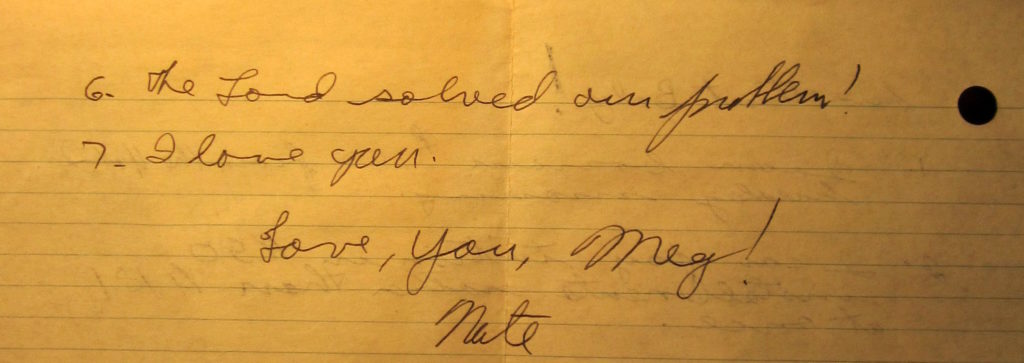 6. The Lord solved our problem!
7. I love you.
Love, you, Meg!
Nate